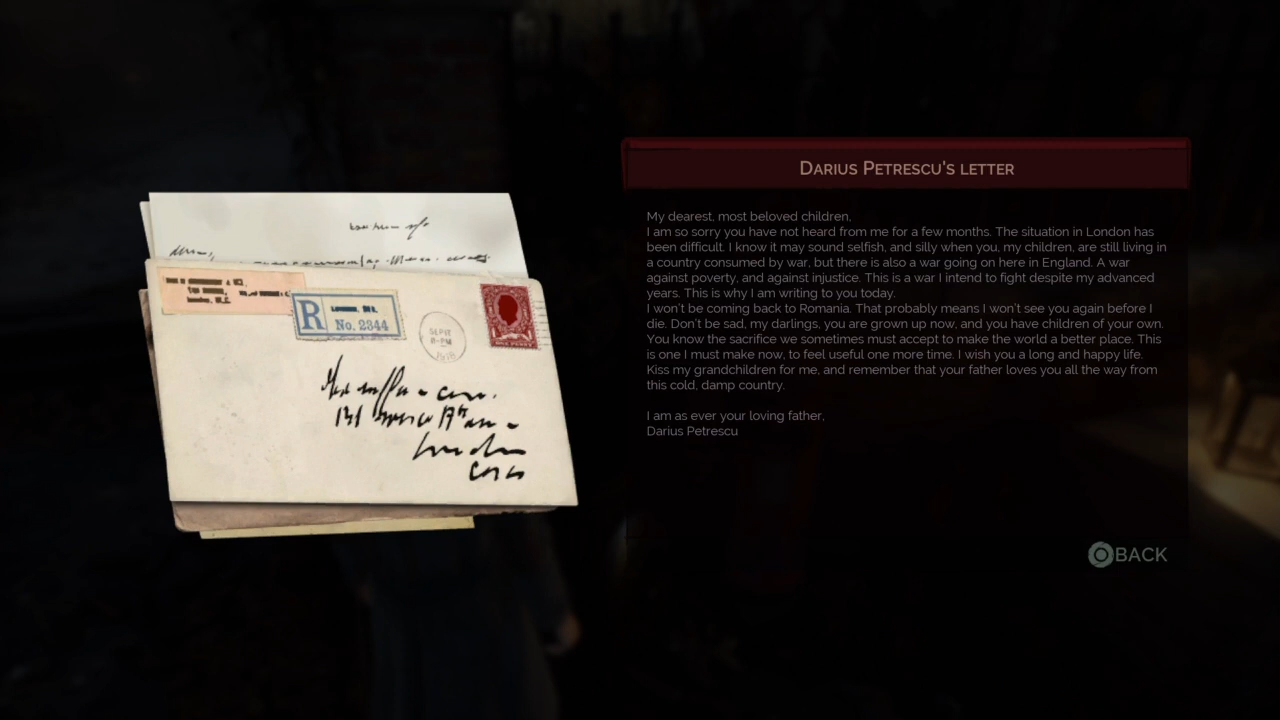 DARIUS PETRESCU'S LETTER
My dearest, most beloved children,
I am so sorry you have not heard from me for a few months. The situation in London has
been difficult. I know it may sound selfish, and silly when you, my children, are still living in
a country consumed by war, but there is also a war going on here in England. A war
against poverty, and against injustice. This is a war I intend to fight despite my advanced
years. This is why I am writing to you today.
I won't be coming back to Romania. That probably means I won't see you again before I
die. Don't be sad, my darlings, you are grown up now, and you have children of your own.
You know the sacrifice we sometimes must accept to make the world a better place. This
is one I must make now, to feel useful one more time. I wish you a long and happy life.
Kiss my grandchildren for me, and remember that your father loves you all the way from
this cold, damp country.
I am as ever your loving father,
Darius Petrescu
BACK
R
No. 2344
SEP 17
8-PM
1918
ONE PENNY
London